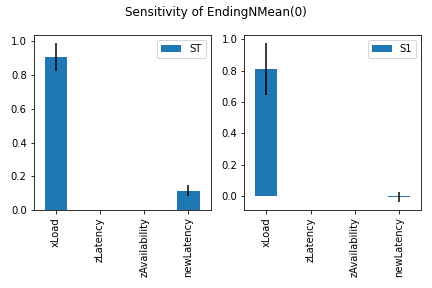 Sensitivity of EndingNMean(0)
1.0
0.8
0.6
0.4
0.2
0.0
ST
xLoad
zLatency
zAvailability
newLatency
1.0
0.8
0.6
0.4
0.2
0.0
S1
xLoad
zLatency
zAvailability
newLatency